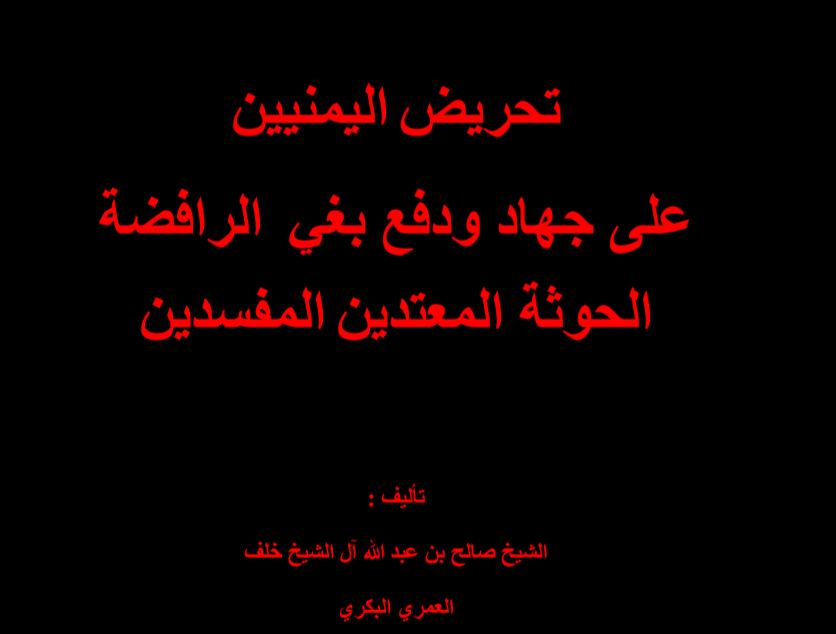 تحريض اليمنيين
على جهاد ودفع بغي الرافضة
الحوثة المعتدين المفسدين
تأليف :
الشيخ صالح بن عبد الله آل الشيخ خلف
العمري البكري